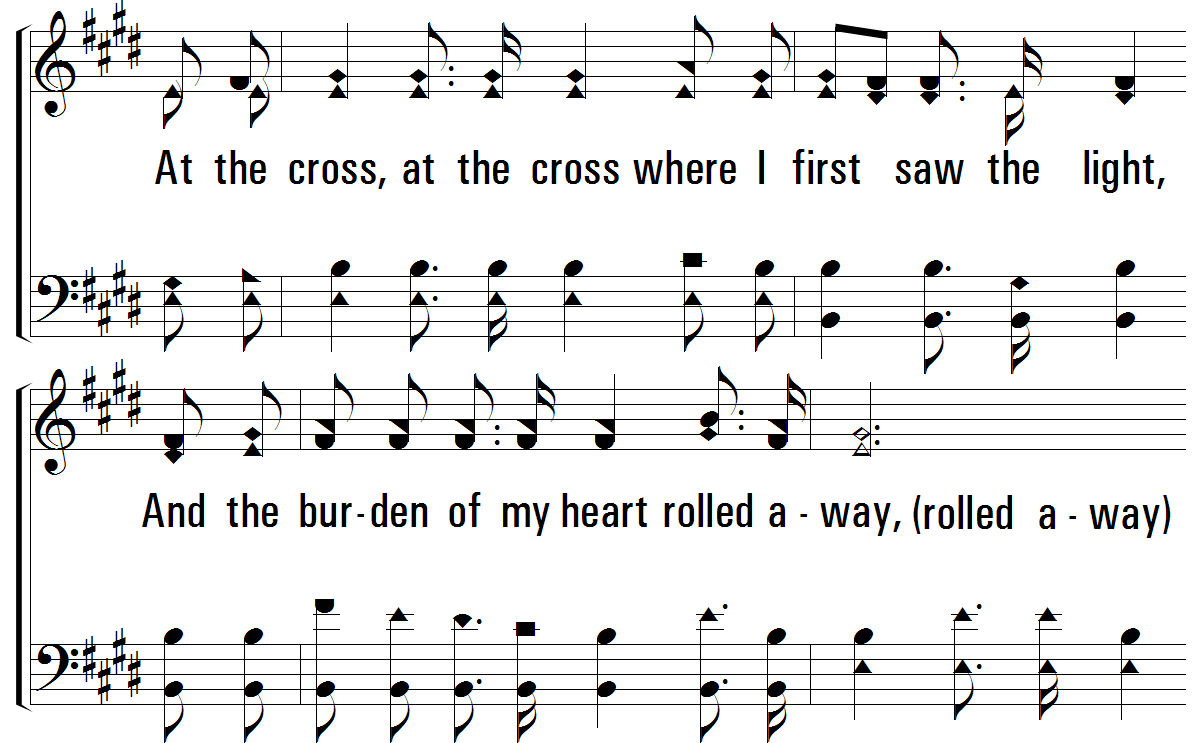 At the cross, at the cross where I first saw the light,
And the bur-den of my heart rolled a - way, (rolled a - way)